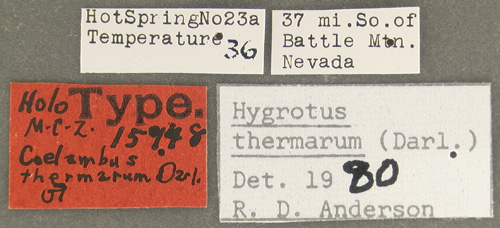 HotSpringNo23a
Temperature 36
37 mi.So.of
Battle Mtn.
Nevada
Holo Type.
M.C.Z. 15948
Coelambus
thermarum Darl.
Hygrotus
thermarum (Darl.)
Det. 19 80
R. D. Anderson